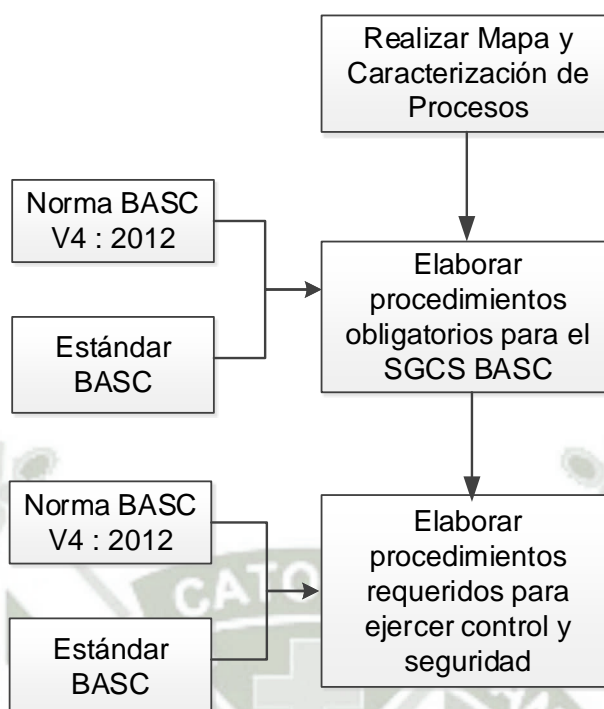 Realizar Mapa y
Caracterización de
Procesos
Norma BASC
V4 : 2012
Estándar
BASC
Elaborar
procedimientos
obligatorios para el
SGCS BASC
Norma BASC
V4 : 2012
Estándar
BASC
Elaborar
procedimientos
requeridos para
ejercer control y
seguridad
CATO